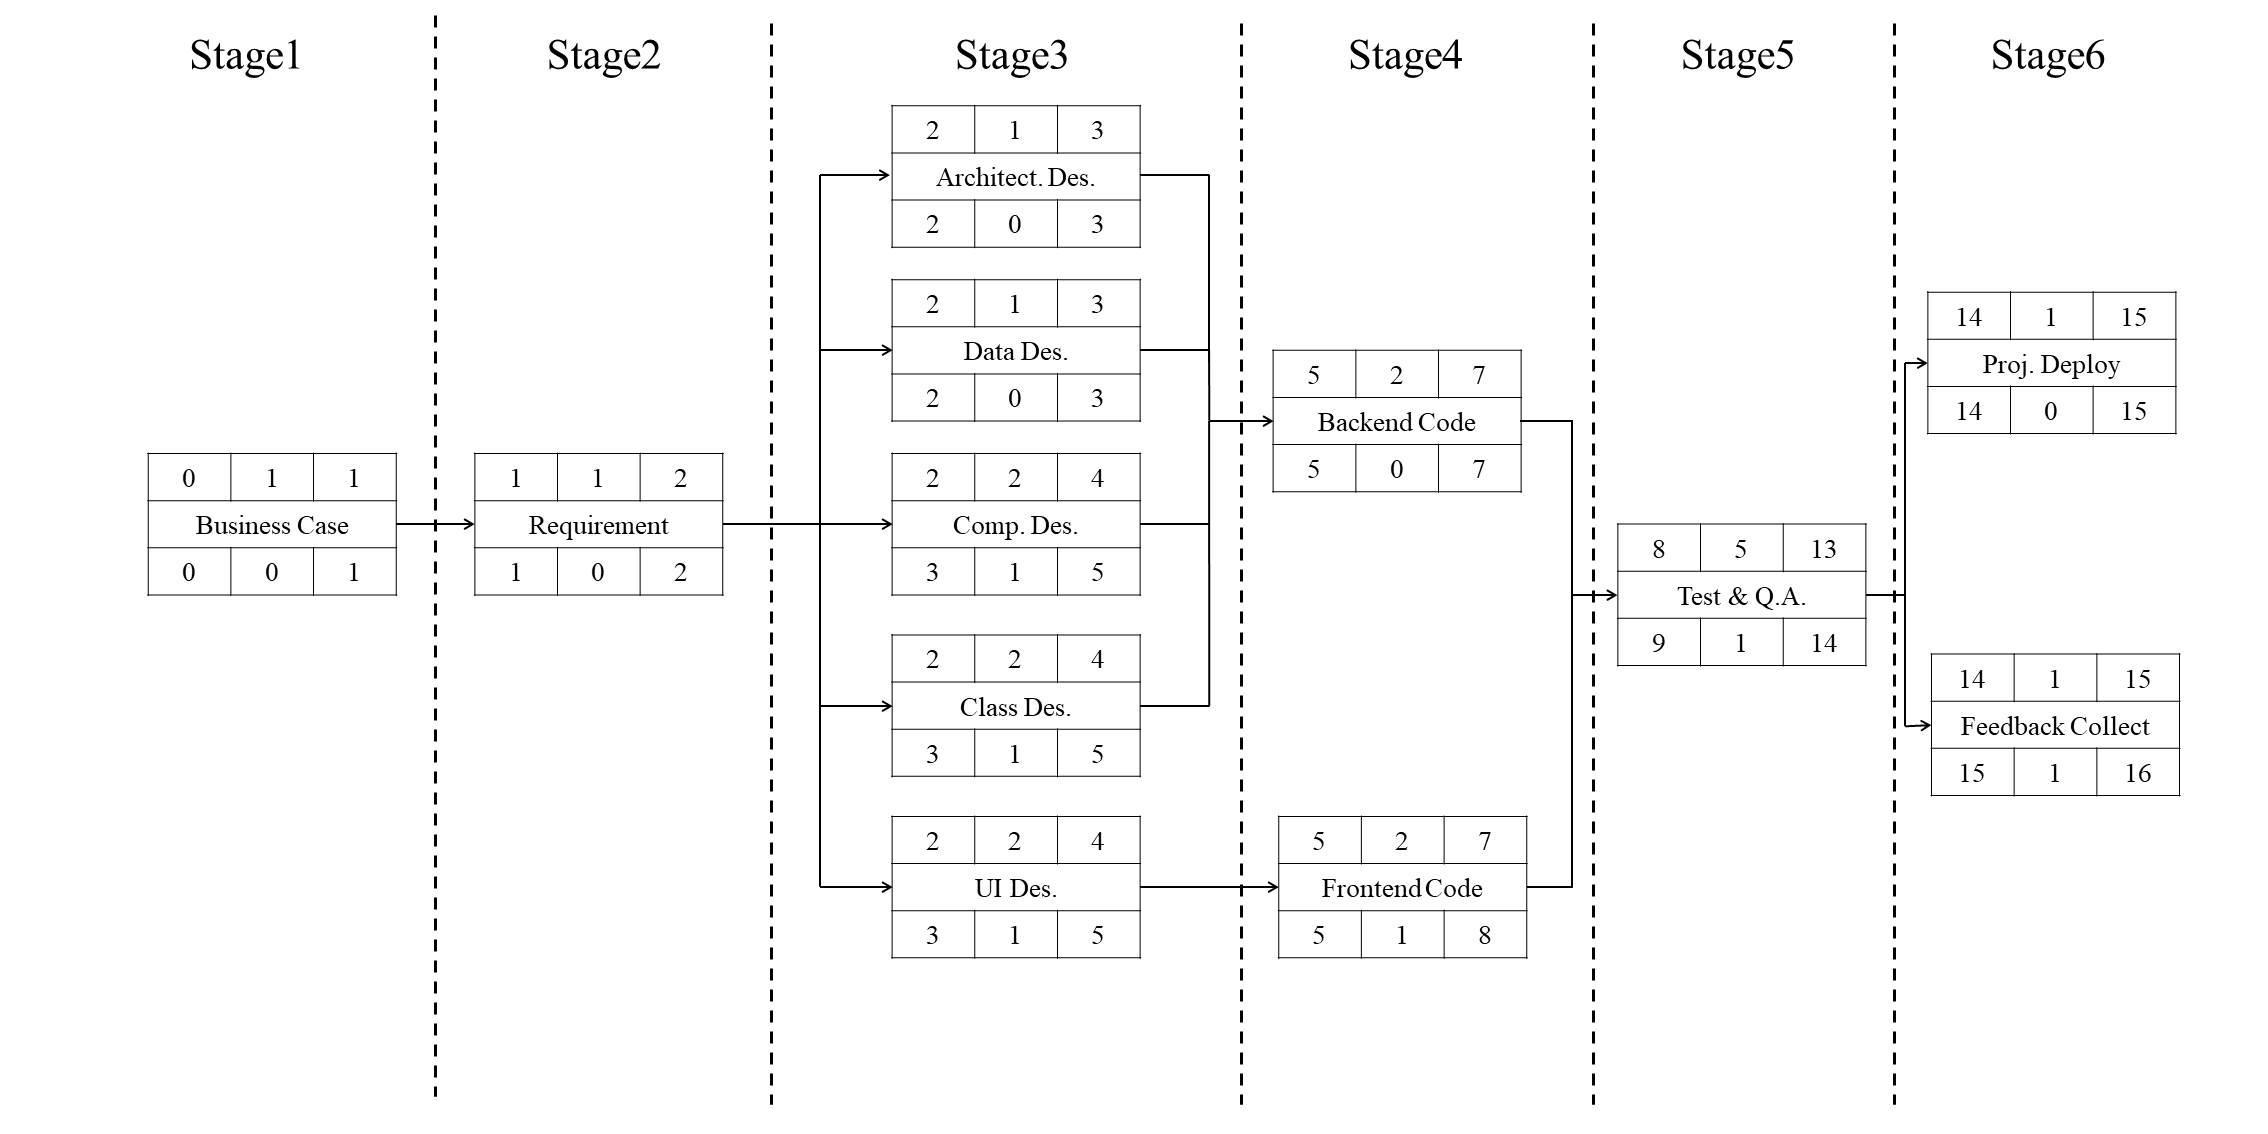 Stage1
Stage2
Stage3
Stage4
Stage5
Stage6
0 1 1
Business Case
0 0 1
1 1 2
Requirement
1 0 2
2 1 3
Architect. Des.
2 0 3
2 1 3
Data Des.
2 0 3
2 2 4
Comp. Des.
3 1 5
2 2 4
Class Des.
3 1 5
2 2 4
UI Des.
3 1 5
5 2 7
Backend Code
5 0 7
5 2 7
Frontend Code
5 1 8
8 5 13
Test & Q.A.
9 1 14
14 1 15
Proj. Deploy
14 0 15
14 1 15
Feedback Collect
15 1 16